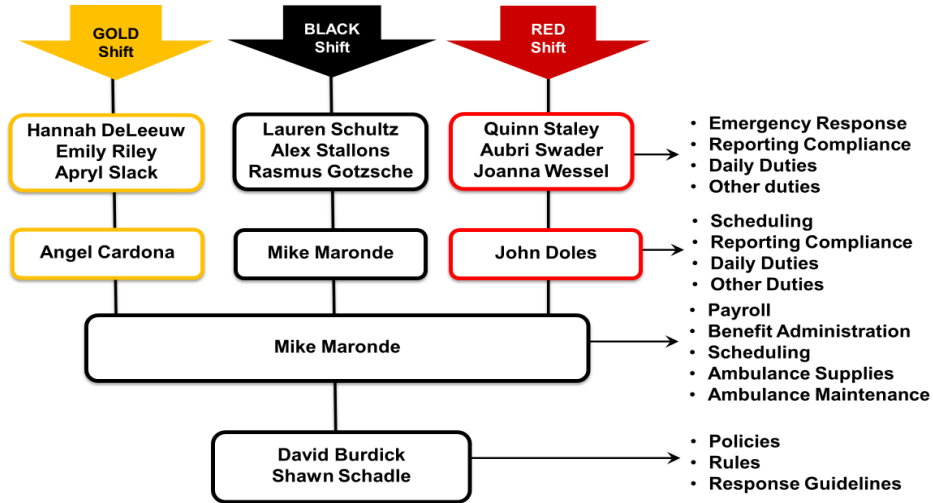 GOLD
Shift
BLACK
Shift
RED
Shift
Hannah DeLeeuw
Emily Riley
Apryl Slack
Lauren Schultz
Alex Stallons
Rasmus Gotzsche
Quinn Staley
Aubri Swader
Joanna Wessel
• Emergency Response
• Reporting Compliance
• Daily Duties
• Other duties
Angel Cardona
Mike Maronde
John Doles
• Scheduling
• Reporting Compliance
• Daily Duties
• Other Duties
Mike Maronde
• Payroll
• Benefit Administration
• Scheduling
• Ambulance Supplies
• Ambulance Maintenance
David Burdick
Shawn Schadle
• Policies
• Rules
• Response Guidelines